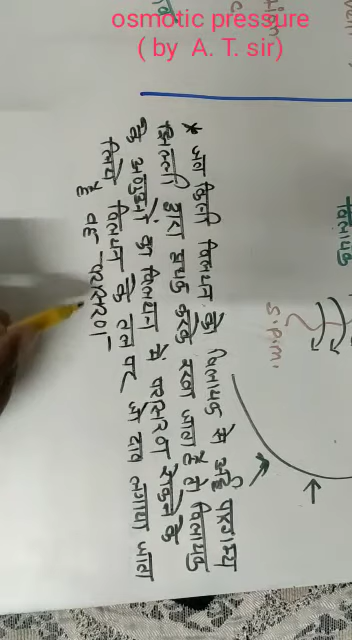 osmotic pressure
( by A. T. sir)
विलायक
S.P.M.
* जब किसी विलयन को विलायक से अर्द्ध पारगम्य
झिल्ली द्वारा पृथक करके रखा जाता है तो विलायक
के अणुओं का विलयन में परासरण रोकने के
लिये विलयन के तल पर जो दाब लगाया जाता
है वह परासरण